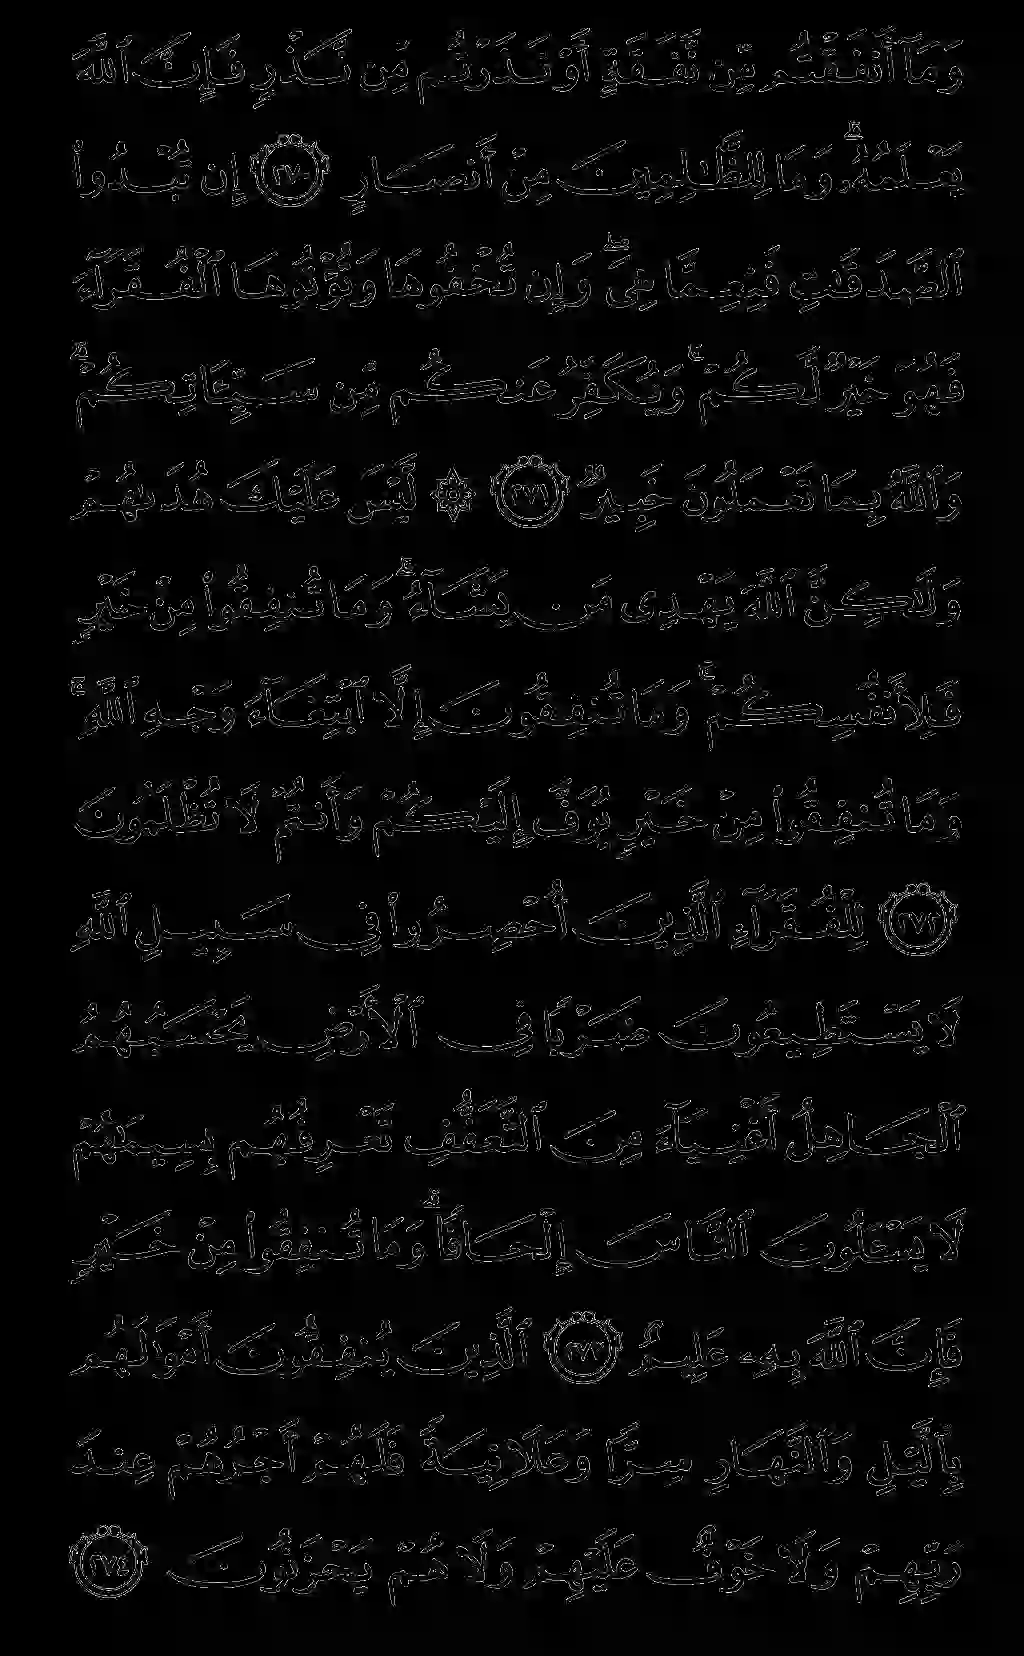 وَمَآ أَنفَقْتُم مِّن نَّفَقَةٍ أَوْ نَذَرْتُم مِّن نَّذْرٍ فَإِنَّ ٱللَّهَ
يَعْلَمُهُۥ ۗ وَمَا لِلظَّٰلِمِينَ مِنْ أَنصَارٍ ٢٧٠ إِن تُبْدُوا۟
ٱلصَّدَقَٰتِ فَنِعِمَّا هِىَ ۖ وَإِن تُخْفُوهَا وَتُؤْتُوهَا ٱلْفُقَرَآءَ
فَهُوَ خَيْرٌ لَّكُمْ ۚ وَيُكَفِّرُ عَنكُم مِّن سَيِّـَٔاتِكُمْ ۗ
وَٱللَّهُ بِمَا تَعْمَلُونَ خَبِيرٌ ٢٧١ ۞ لَّيْسَ عَلَيْكَ هُدَىٰهُمْ
وَلَٰكِنَّ ٱللَّهَ يَهْدِى مَن يَشَآءُ ۗ وَمَا تُنفِقُوا۟ مِنْ خَيْرٍ
فَلِأَنفُسِكُمْ ۚ وَمَا تُنفِقُونَ إِلَّا ٱبْتِغَآءَ وَجْهِ ٱللَّهِ ۚ
وَمَا تُنفِقُوا۟ مِنْ خَيْرٍ يُوَفَّ إِلَيْكُمْ وَأَنتُمْ لَا تُظْلَمُونَ
٢٧٢ لِلْفُقَرَآءِ ٱلَّذِينَ أُحْصِرُوا۟ فِى سَبِيلِ ٱللَّهِ
لَا يَسْتَطِيعُونَ ضَرْبًا فِى ٱلْأَرْضِ يَحْسَبُهُمُ
ٱلْجَاهِلُ أَغْنِيَآءَ مِنَ ٱلتَّعَفُّفِ تَعْرِفُهُم بِسِيمَٰهُمْ
لَا يَسْـَٔلُونَ ٱلنَّاسَ إِلْحَافًا ۗ وَمَا تُنفِقُوا۟ مِنْ خَيْرٍ
فَإِنَّ ٱللَّهَ بِهِۦ عَلِيمٌ ٢٧٣ ٱلَّذِينَ يُنفِقُونَ أَمْوَٰلَهُم
بِٱلَّيْلِ وَٱلنَّهَارِ سِرًّا وَعَلَانِيَةً فَلَهُمْ أَجْرُهُمْ عِندَ
رَبِّهِمْ وَلَا خَوْفٌ عَلَيْهِمْ وَلَا هُمْ يَحْزَنُونَ ٢٧٤